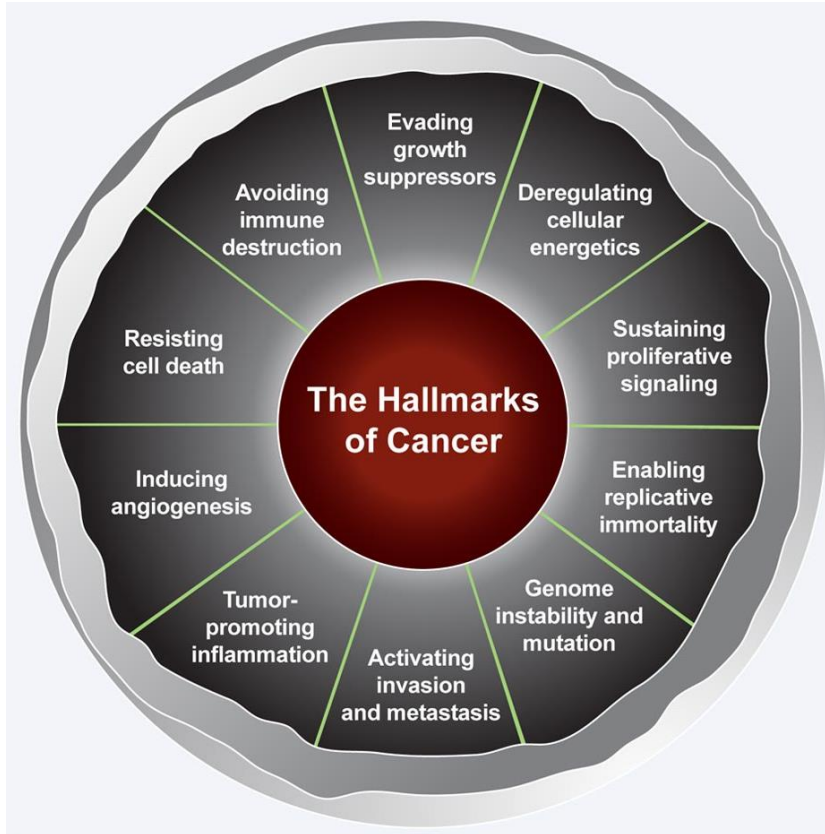 Evading
growth
suppressors
Deregulating
cellular
energetics
Sustaining
proliferative
signaling
Enabling
replicative
immortality
Genome
instability and
mutation
Activating
invasion
and metastasis
Tumor-
promoting
inflammation
Inducing
angiogenesis
Resisting
cell death
Avoiding
immune
destruction
The Hallmarks
of Cancer